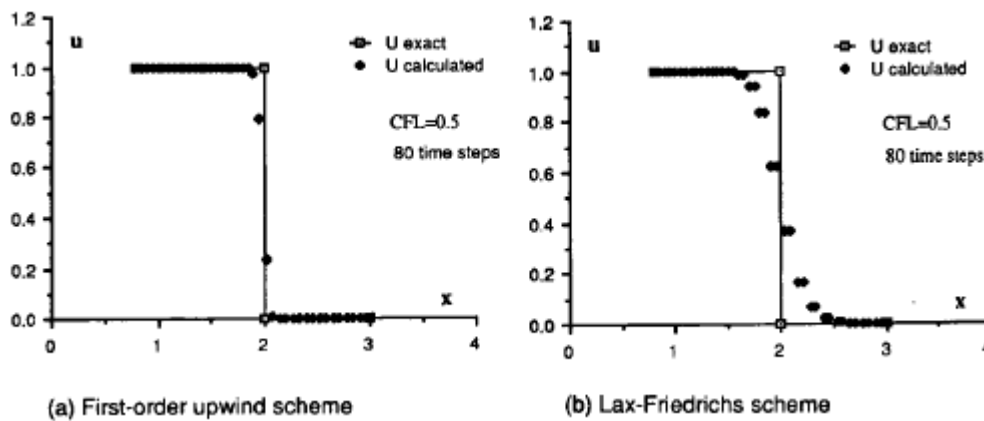 1.2
u
U exact
U calculated
1.0
0.8
CFL=0.5
80 time steps
0.6
0.4
0.2
x
0.0
0 1 2 3 4
(a) First-order upwind scheme
1.2
u
U exact
U calculated
1.0
0.8
CFL=0.5
80 time steps
0.6
0.4
0.2
x
0.0
0 1 2 3 4
(b) Lax-Friedrichs scheme